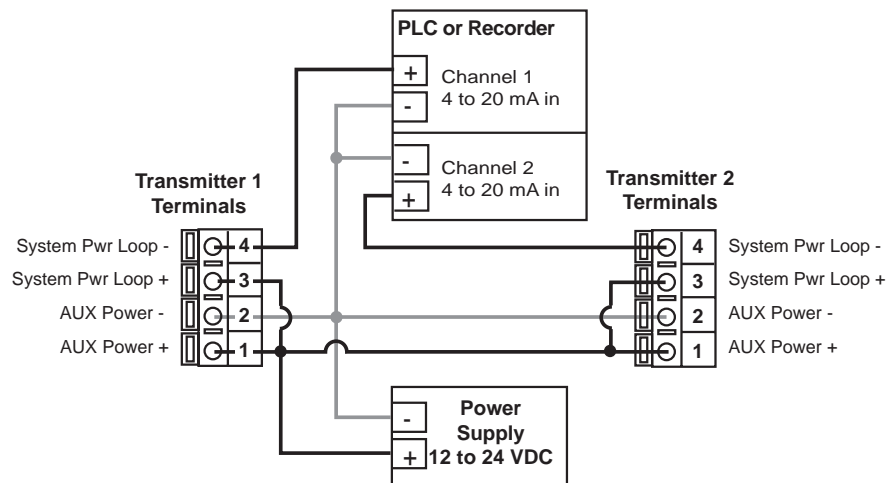 PLC or Recorder
+
Channel 1
4 to 20 mA in
-
-
Channel 2
4 to 20 mA in
+
Transmitter 1
Terminals
System Pwr Loop -
4
System Pwr Loop +
3
AUX Power -
2
AUX Power +
1
Transmitter 2
Terminals
4
System Pwr Loop -
3
System Pwr Loop +
2
AUX Power -
1
AUX Power +
-
+
Power
Supply
12 to 24 VDC